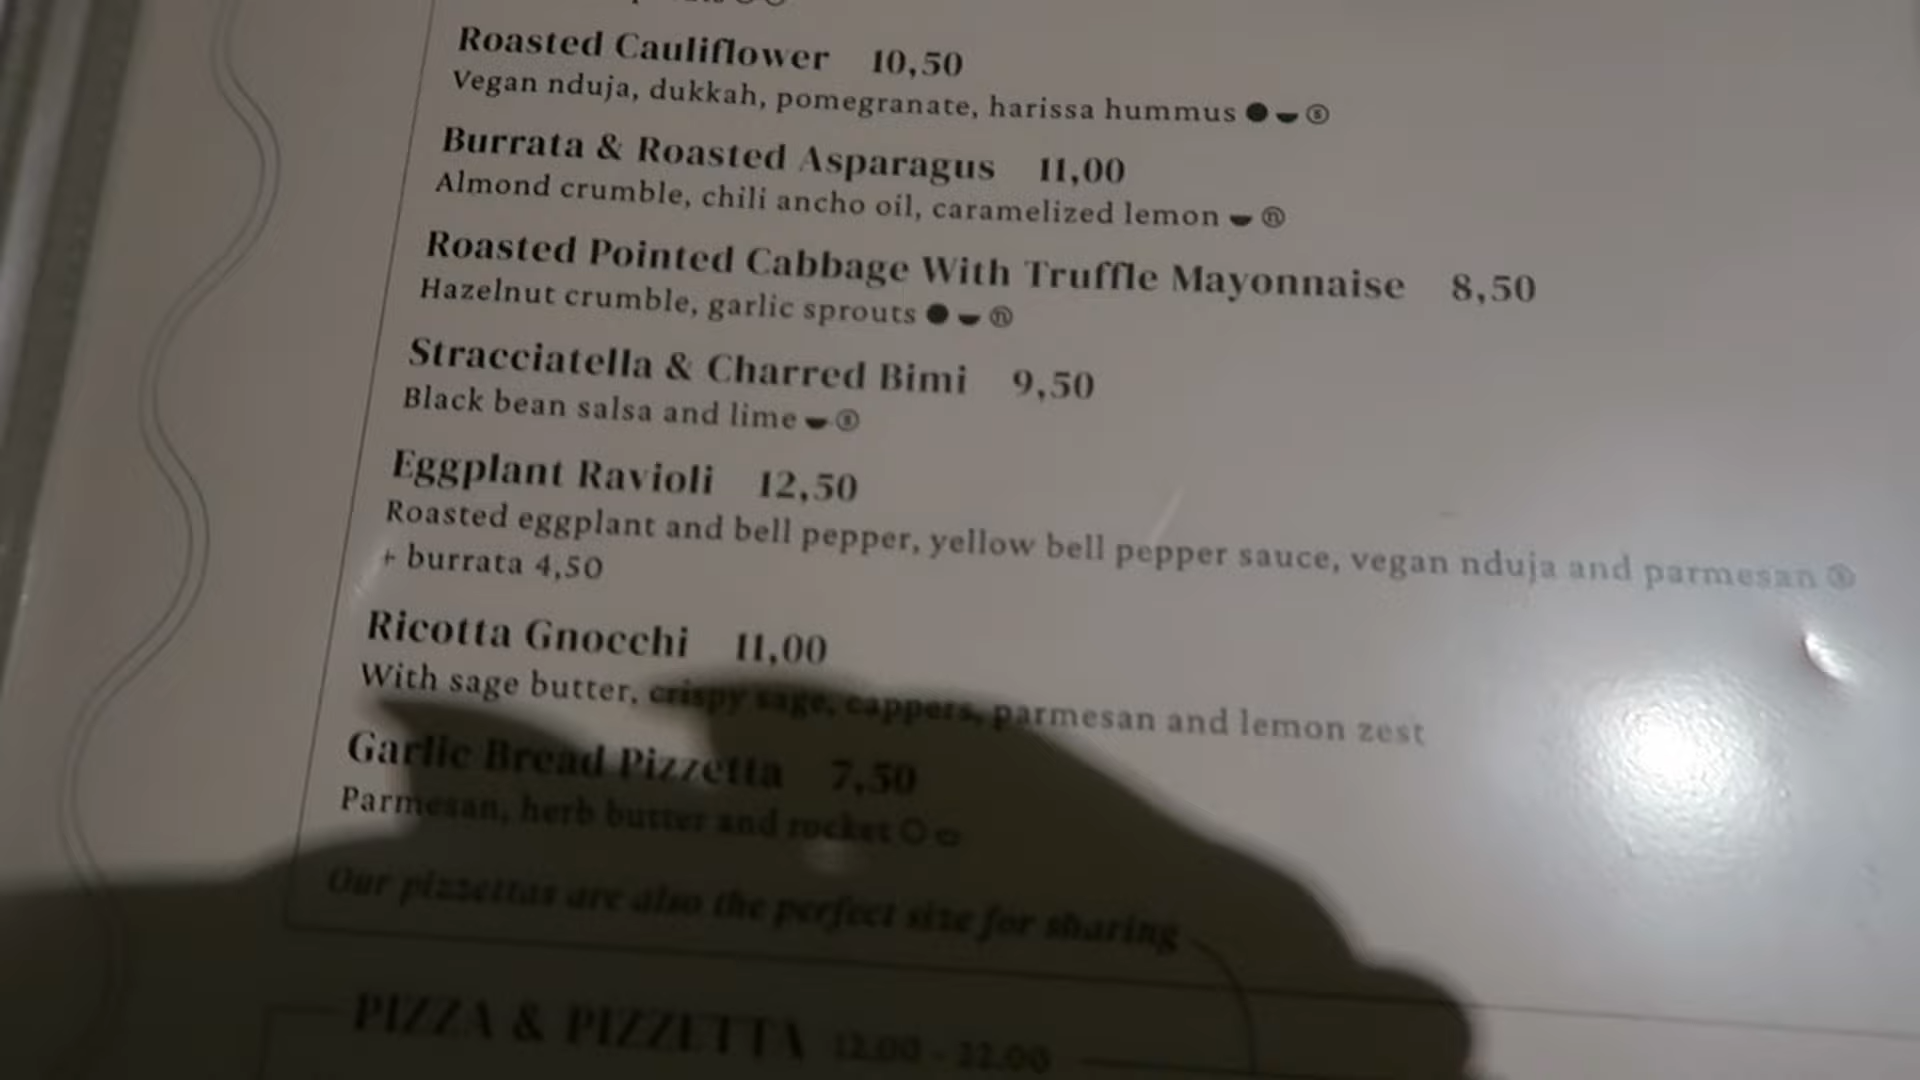 Roasted Cauliflower 10,50
Vegan nduja, dukkah, pomegranate, harissa hummus ● ◡ ⓢ
Burrata & Roasted Asparagus 11,00
Almond crumble, chili ancho oil, caramelized lemon ◡ ⓝ
Roasted Pointed Cabbage With Truffle Mayonnaise 8,50
Hazelnut crumble, garlic sprouts ● ◡ ⓝ
Stracciatella & Charred Bimi 9,50
Black bean salsa and lime ◡ ⓢ
Eggplant Ravioli 12,50
Roasted eggplant and bell pepper, yellow bell pepper sauce, vegan nduja and parmesan ⓢ
+ burrata 4,50
Ricotta Gnocchi 11,00
With sage butter, crispy sage, cappers, parmesan and lemon zest
Garlic Bread Pizzetta 7,50
Parmesan, herb butter and rocket
Our pizzettas are also the perfect size for sharing
PIZZA & PIZZETTA 12.00 - 22.00